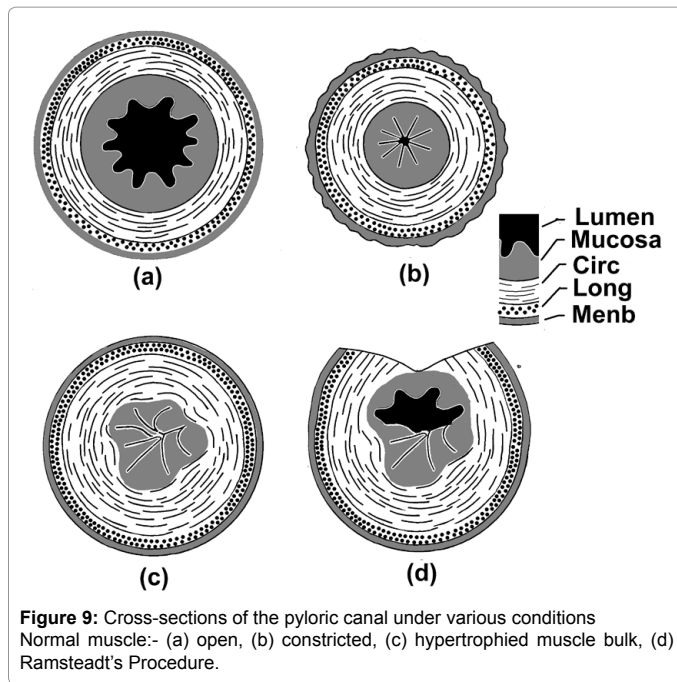 (a)
(b)
Lumen
Mucosa
Circ
Long
Menb
(c)
(d)
Figure 9: Cross-sections of the pyloric canal under various conditions
Normal muscle:- (a) open, (b) constricted, (c) hypertrophied muscle bulk, (d)
Ramsteadt's Procedure.